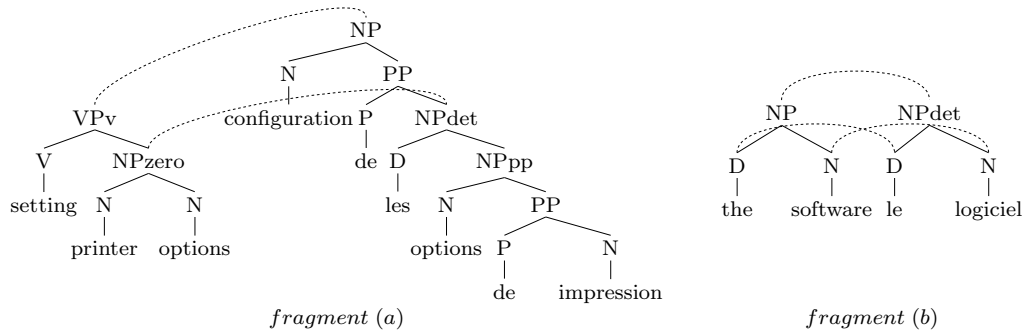 NP
N PP
configuration P NPdet
VPv
V NPzero
de D NPpp
setting N N
les N PP
printer options
options P N
de impression
fragment (a)
NP NPdet
D N D N
the software le logiciel
fragment (b)